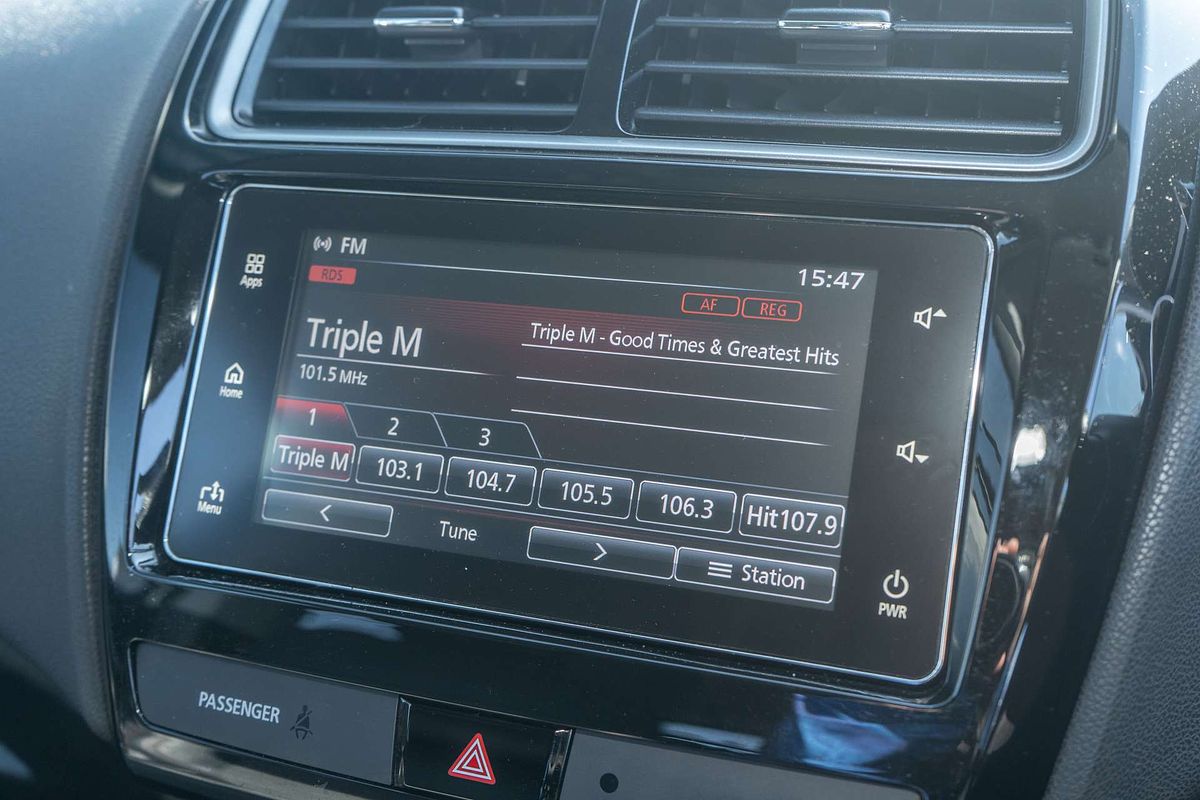 FM
15:47
RDS
AF REG
Apps
Triple M
Triple M - Good Times & Greatest Hits
101.5 MHz
Home
1 2 3
Triple M 103.1 104.7 105.5 106.3 Hit107.9
Menu
< Tune > Station
PWR
PASSENGER